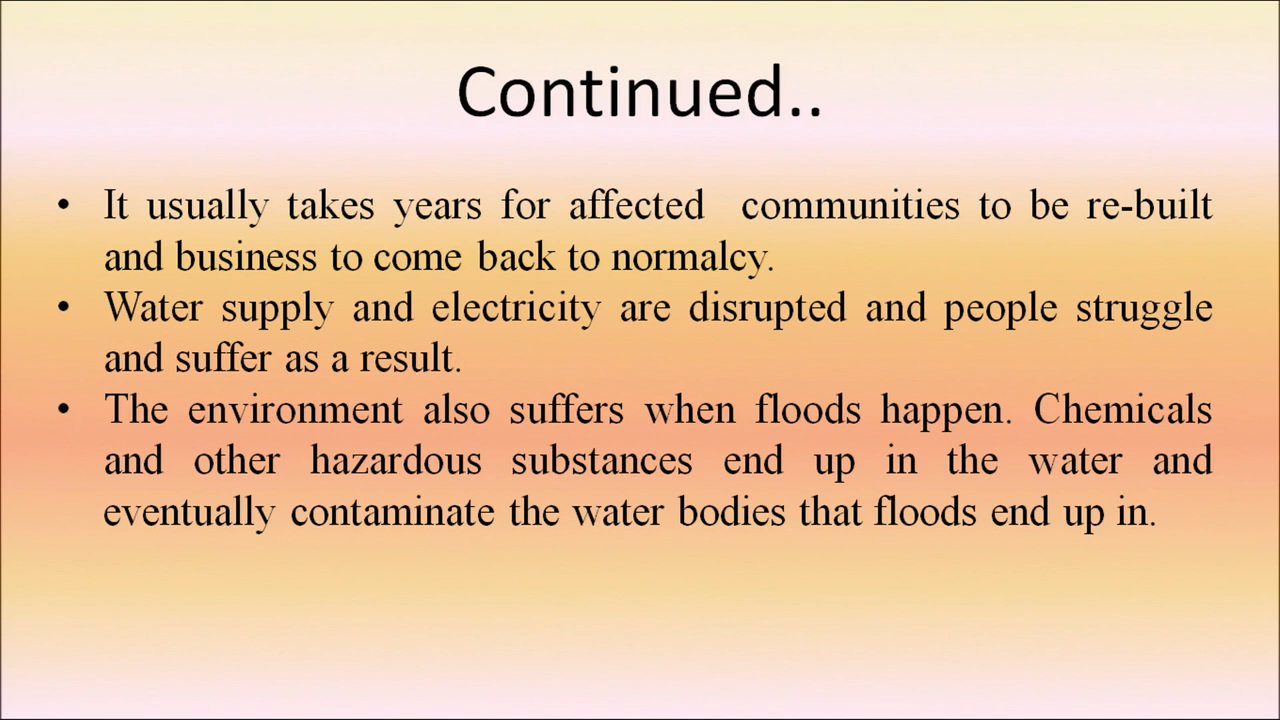 Continued..
• It usually takes years for affected communities to be re-built
and business to come back to normalcy.
• Water supply and electricity are disrupted and people struggle
and suffer as a result.
• The environment also suffers when floods happen. Chemicals
and other hazardous substances end up in the water and
eventually contaminate the water bodies that floods end up in.